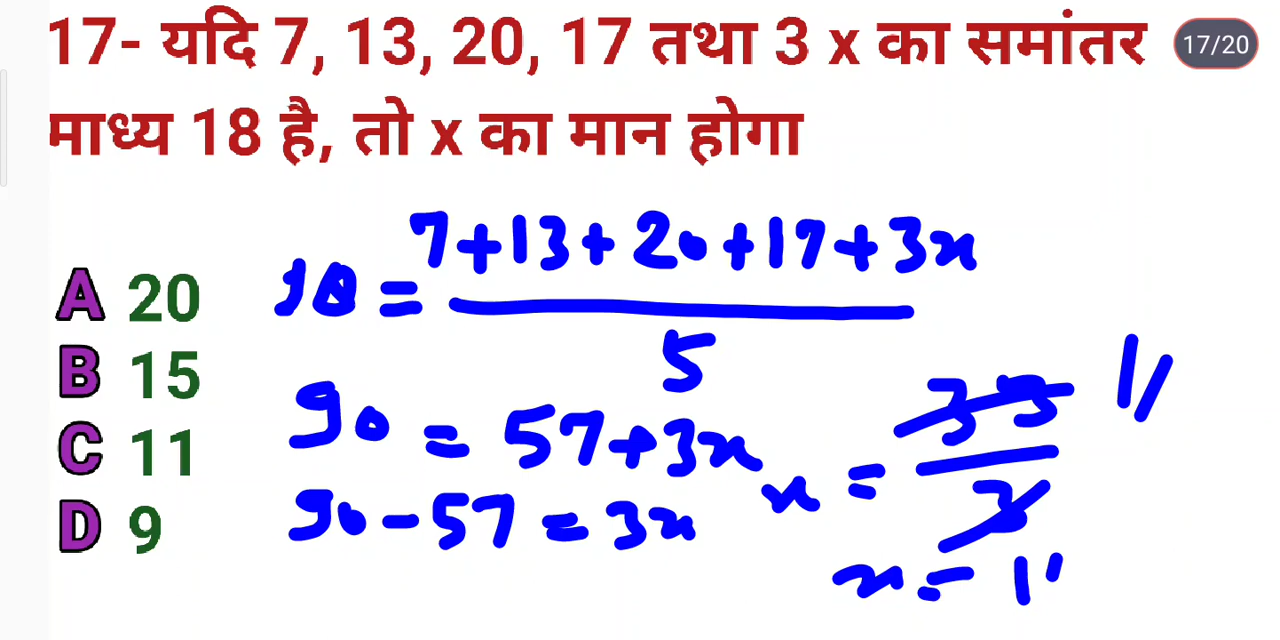 17- यदि 7, 13, 20, 17 तथा 3 x का समांतर
17/20
माध्य 18 है, तो x का मान होगा
7+13+20+17+3x
18 =
5
A 20
B 15
C 11
D 9
90 = 57+3x
90-57=3x
33 11
x =
3
x = 11